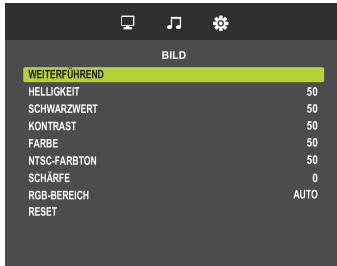 BILD
WEITERFÜHREND
HELLIGKEIT 50
SCHWARZWERT 50
KONTRAST 50
FARBE 50
NTSC-FARBTON 50
SCHÄRFE 0
RGB-BEREICH AUTO
RESET